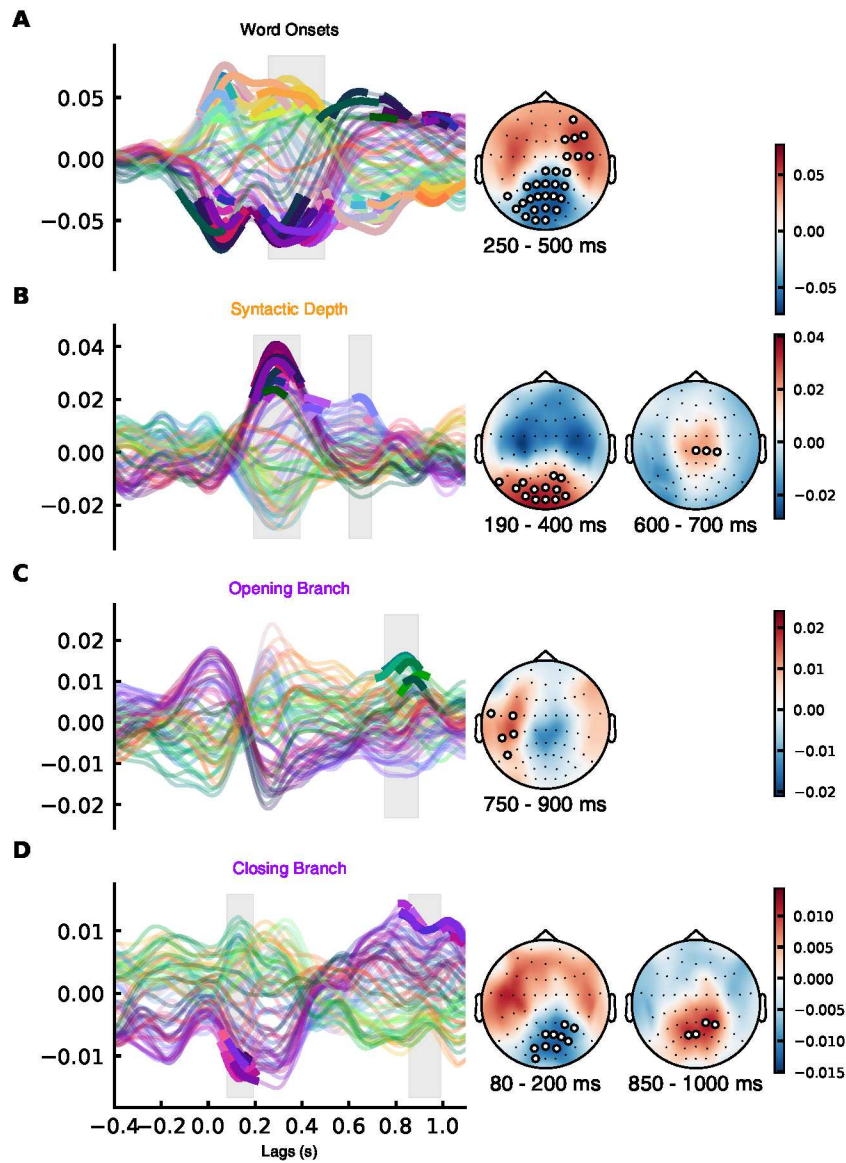 A
Word Onsets
0.05
0.00
−0.05
250 - 500 ms
0.05
0.00
−0.05
B
Syntactic Depth
0.04
0.02
0.00
−0.02
190 - 400 ms
600 - 700 ms
0.04
0.02
0.00
−0.02
C
Opening Branch
0.02
0.01
0.00
−0.01
−0.02
750 - 900 ms
0.02
0.01
0.00
−0.01
−0.02
D
Closing Branch
0.01
0.00
−0.01
−0.4
−0.2
0.0
0.2
0.4
0.6
0.8
1.0
Lags (s)
80 - 200 ms
850 - 1000 ms
0.010
0.005
0.000
−0.005
−0.010
−0.015